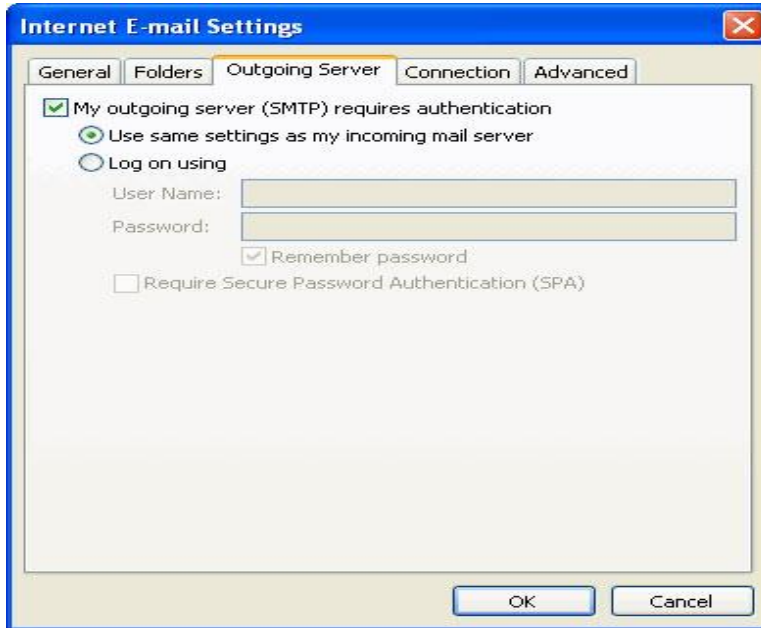 Internet E-mail Settings
General Folders Outgoing Server Connection Advanced
My outgoing server (SMTP) requires authentication
Use same settings as my incoming mail server
Log on using
User Name:
Password:
Remember password
Require Secure Password Authentication (SPA)
OK Cancel